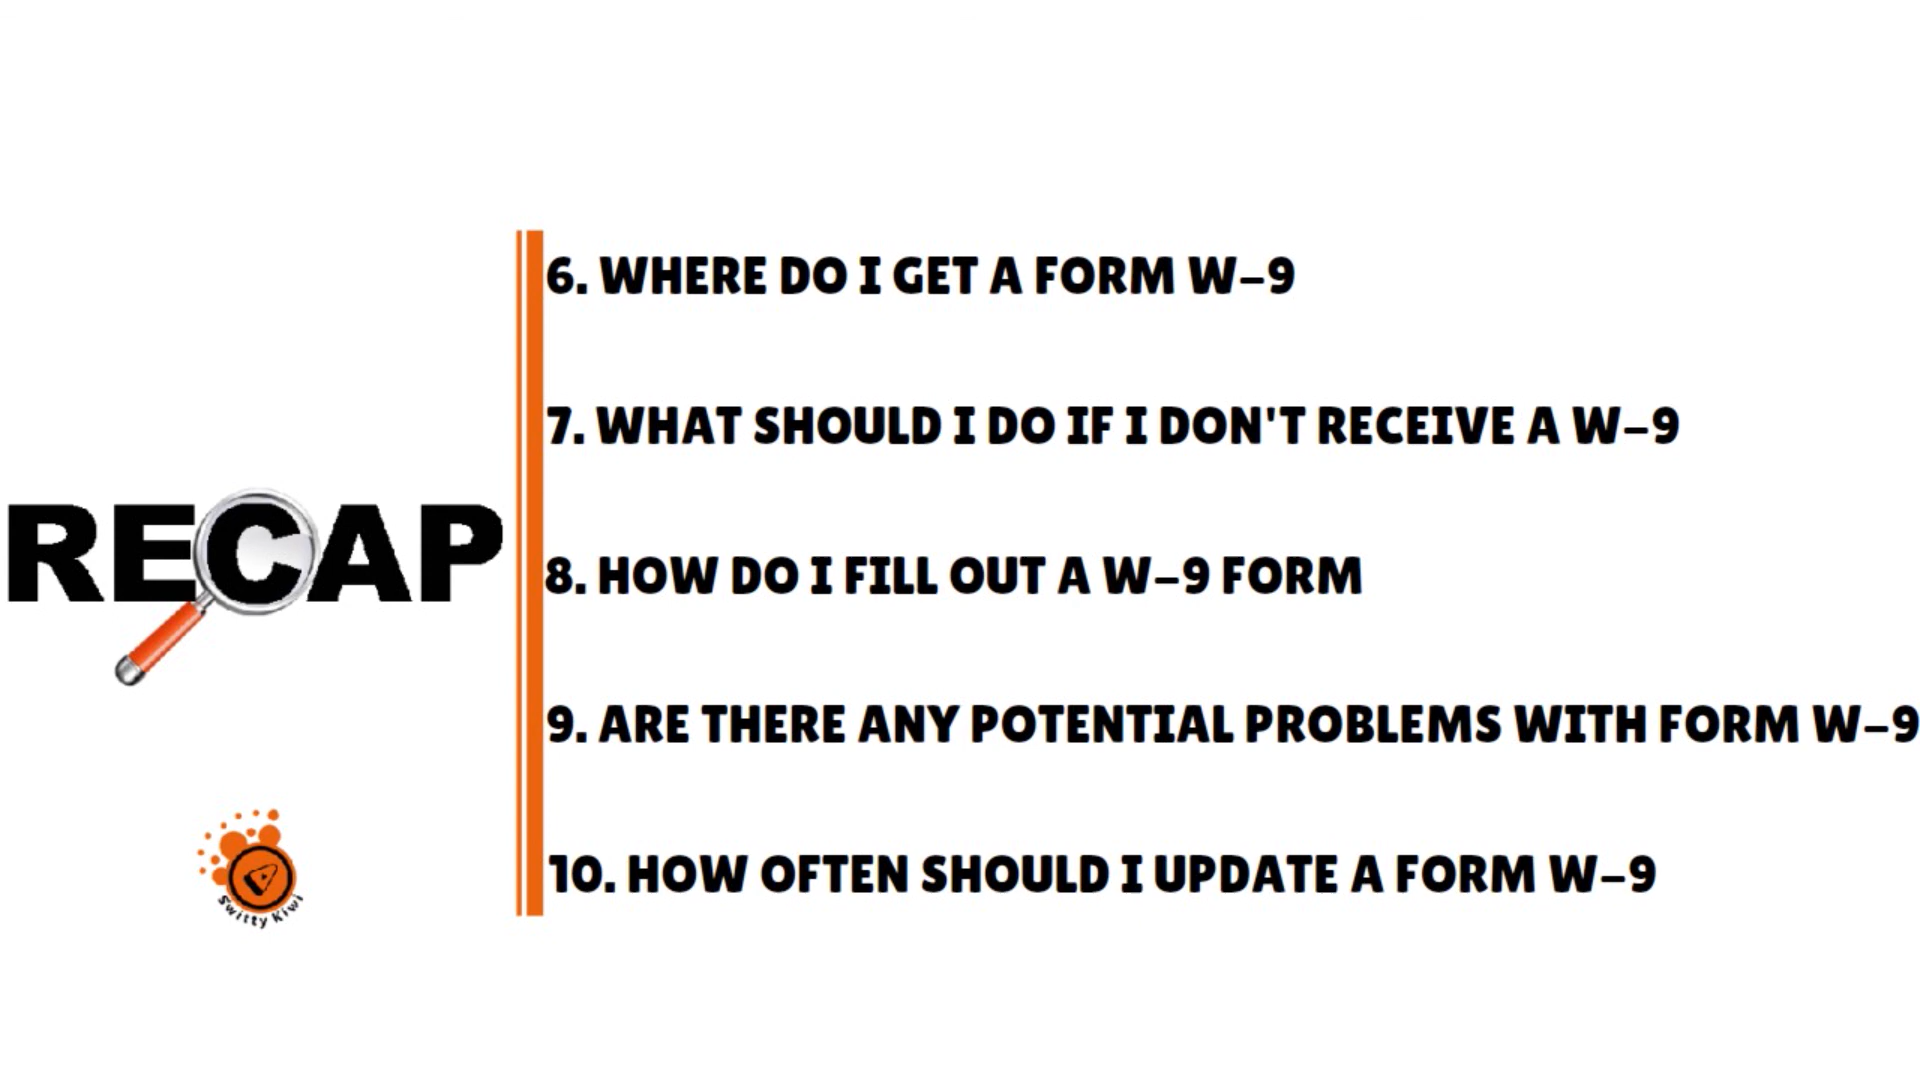 RECAP
Switty Kiwi
6. WHERE DO I GET A FORM W-9
7. WHAT SHOULD I DO IF I DON'T RECEIVE A W-9
8. HOW DO I FILL OUT A W-9 FORM
9. ARE THERE ANY POTENTIAL PROBLEMS WITH FORM W-9
10. HOW OFTEN SHOULD I UPDATE A FORM W-9